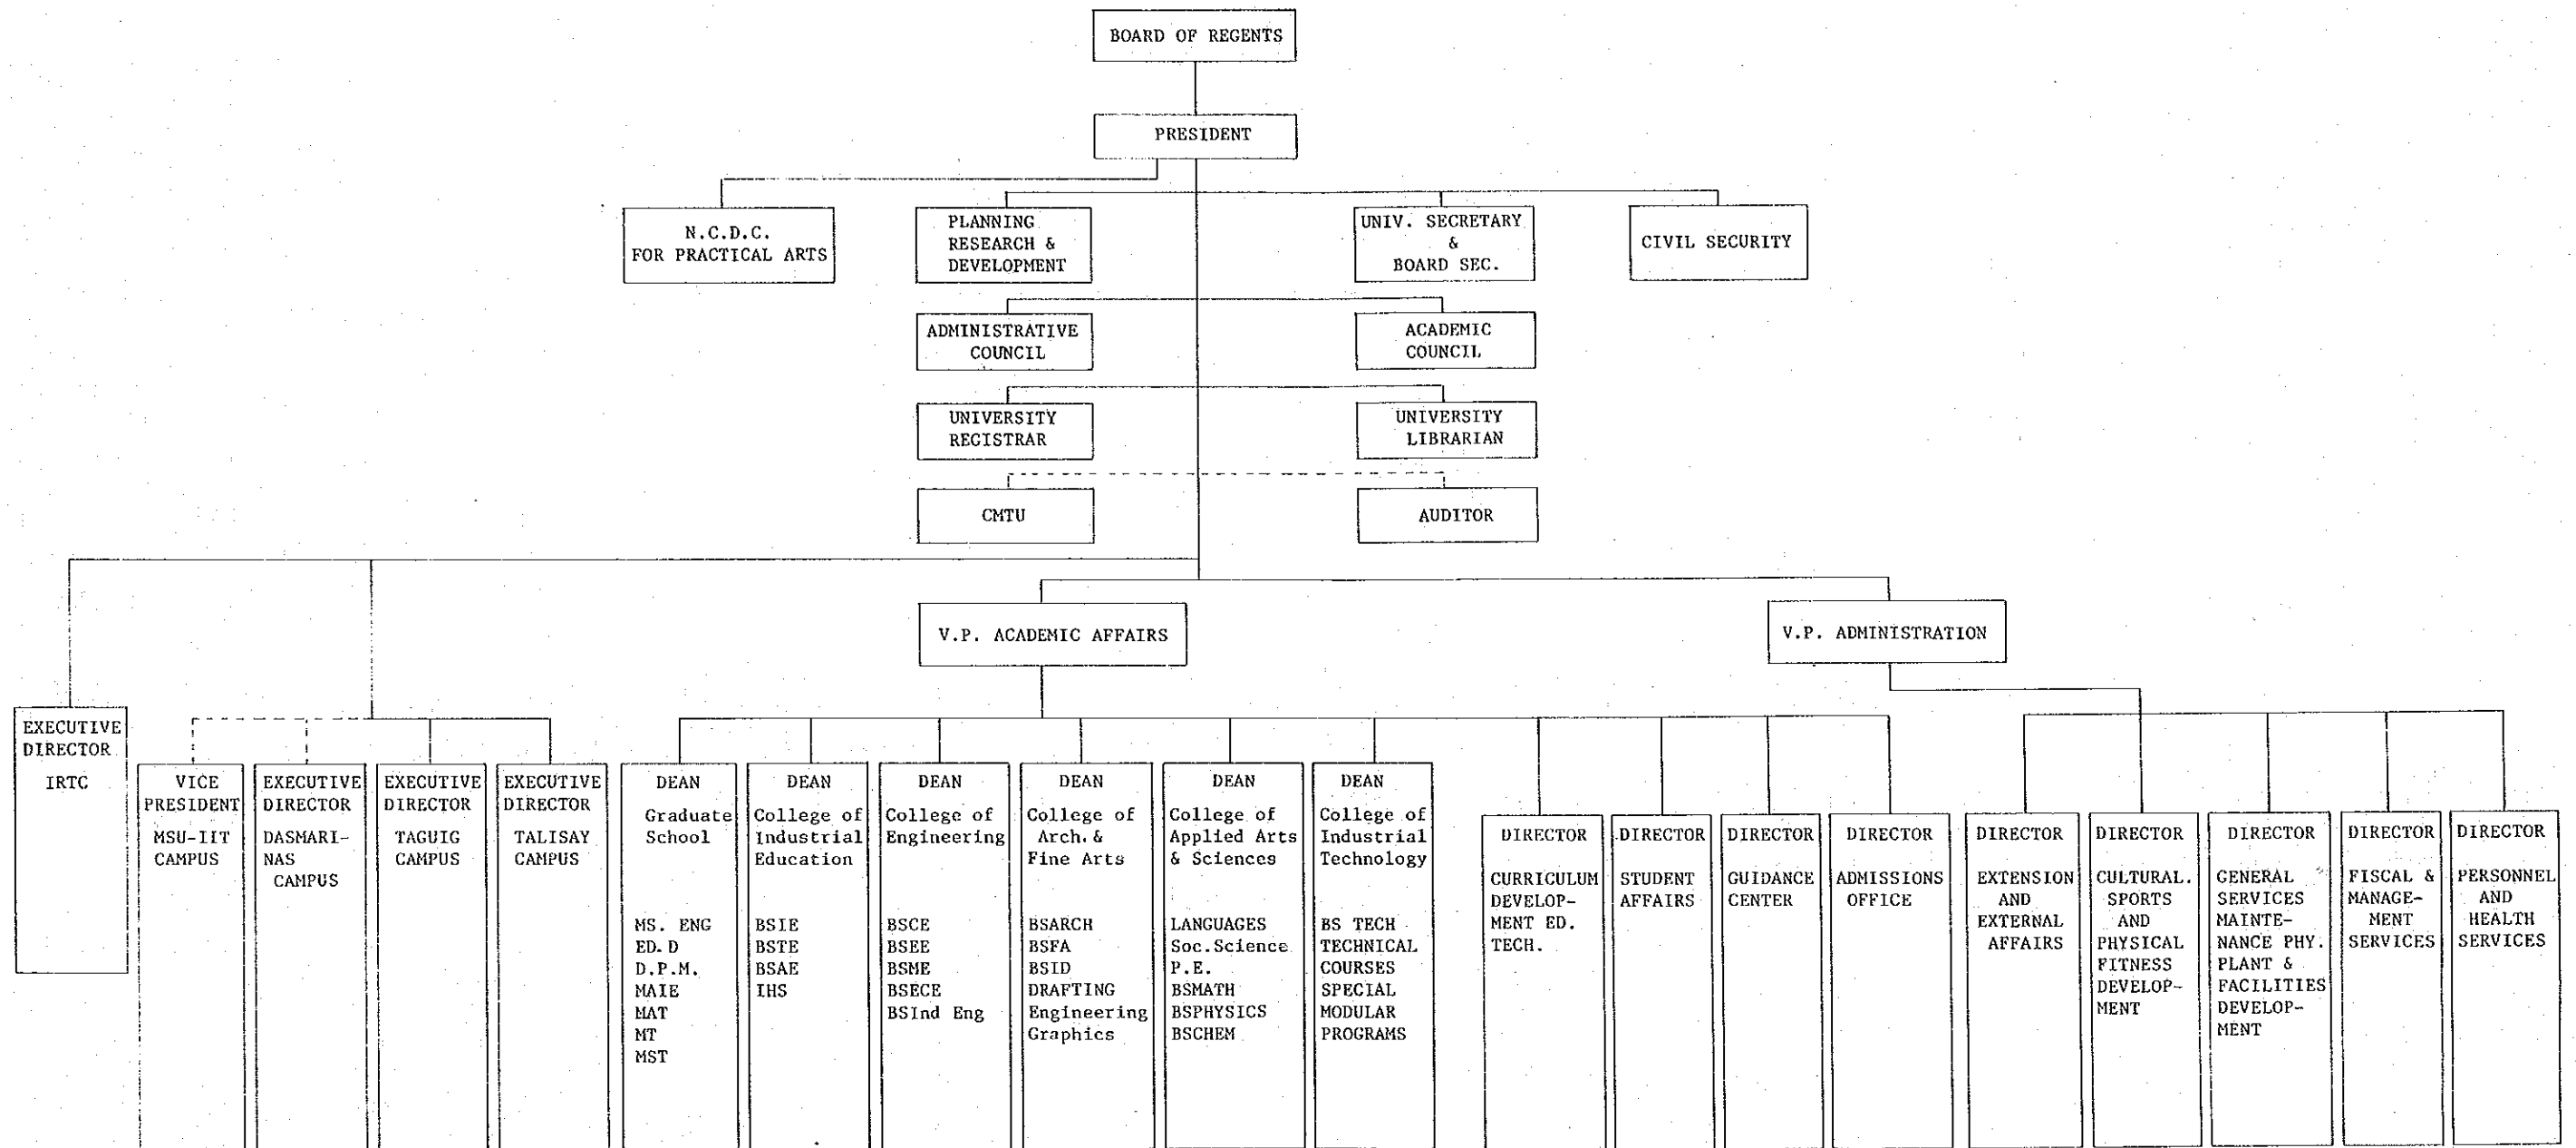 BOARD OF REGENTS
PRESIDENT
N.C.D.C.
FOR PRACTICAL ARTS
PLANNING
RESEARCH &
DEVELOPMENT
UNIV. SECRETARY
&
BOARD SEC.
CIVIL SECURITY
ADMINISTRATIVE
COUNCIL
ACADEMIC
COUNCIL
UNIVERSITY
REGISTRAR
UNIVERSITY
LIBRARIAN
CMTU
AUDITOR
V.P. ACADEMIC AFFAIRS
V.P. ADMINISTRATION
EXECUTIVE
DIRECTOR
IRTC
VICE
PRESIDENT
MSU-IIT
CAMPUS
EXECUTIVE
DIRECTOR
DASMARI-
NAS
CAMPUS
EXECUTIVE
DIRECTOR
TAGUIG
CAMPUS
EXECUTIVE
DIRECTOR
TALISAY
CAMPUS
DEAN
Graduate
School
MS. ENG
ED.D
D.P.M.
MAIE
MAT
MT
MST
DEAN
College of
Industrial
Education
BSIE
BSTE
BSAE
IHS
DEAN
College of
Engineering
BSCE
BSEE
BSME
BSECE
BSInd Eng
DEAN
College of
Arch. &
Fine Arts
BSARCH
BSFA
BSID
DRAFTING
Engineering
Graphics
DEAN
College of
Applied Arts
& Sciences
LANGUAGES
Soc.Science
P.E.
BSMATH
BSPHYSICS
BSCHEM
DEAN
College of
Industrial
Technology
BS TECH
TECHNICAL
COURSES
SPECIAL
MODULAR
PROGRAMS
DIRECTOR
CURRICULUM
DEVELOP-
MENT ED.
TECH.
DIRECTOR
STUDENT
AFFAIRS
DIRECTOR
GUIDANCE
CENTER
DIRECTOR
ADMISSIONS
OFFICE
DIRECTOR
EXTENSION
AND
EXTERNAL
AFFAIRS
DIRECTOR
CULTURAL.
SPORTS
AND
PHYSICAL
FITNESS
DEVELOP-
MENT
DIRECTOR
GENERAL
SERVICES
MAINTE-
NANCE PHY.
PLANT &
FACILITIES
DEVELOP-
MENT
DIRECTOR
FISCAL &
MANAGE-
MENT
SERVICES
DIRECTOR
PERSONNEL
AND
HEALTH
SERVICES